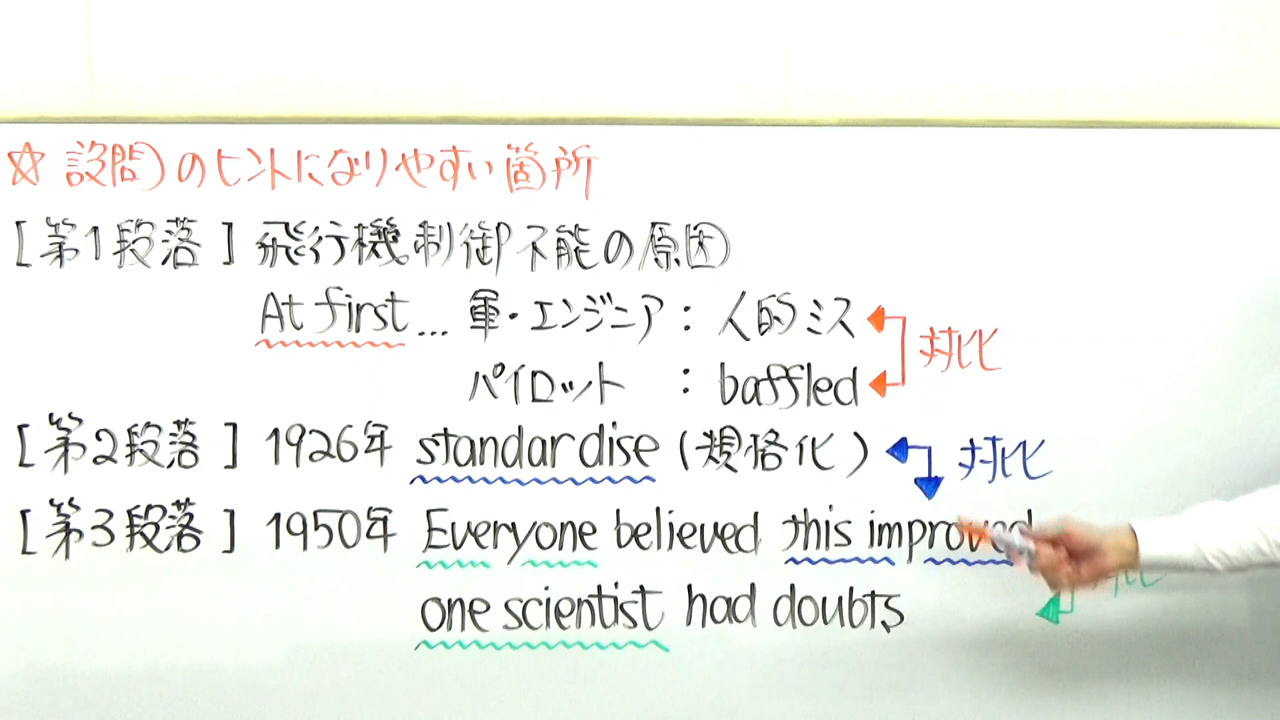 ☆ 設問のヒントになりやすい箇所
[第1段落] 飛行機制御不能の原因
At first... 軍・エンジニア : 人的ミス
対比
パイロット : baffled
[第2段落] 1926年 standardise (規格化) 対比
[第3段落] 1950年 Everyone believed this improved
one scientist had doubts